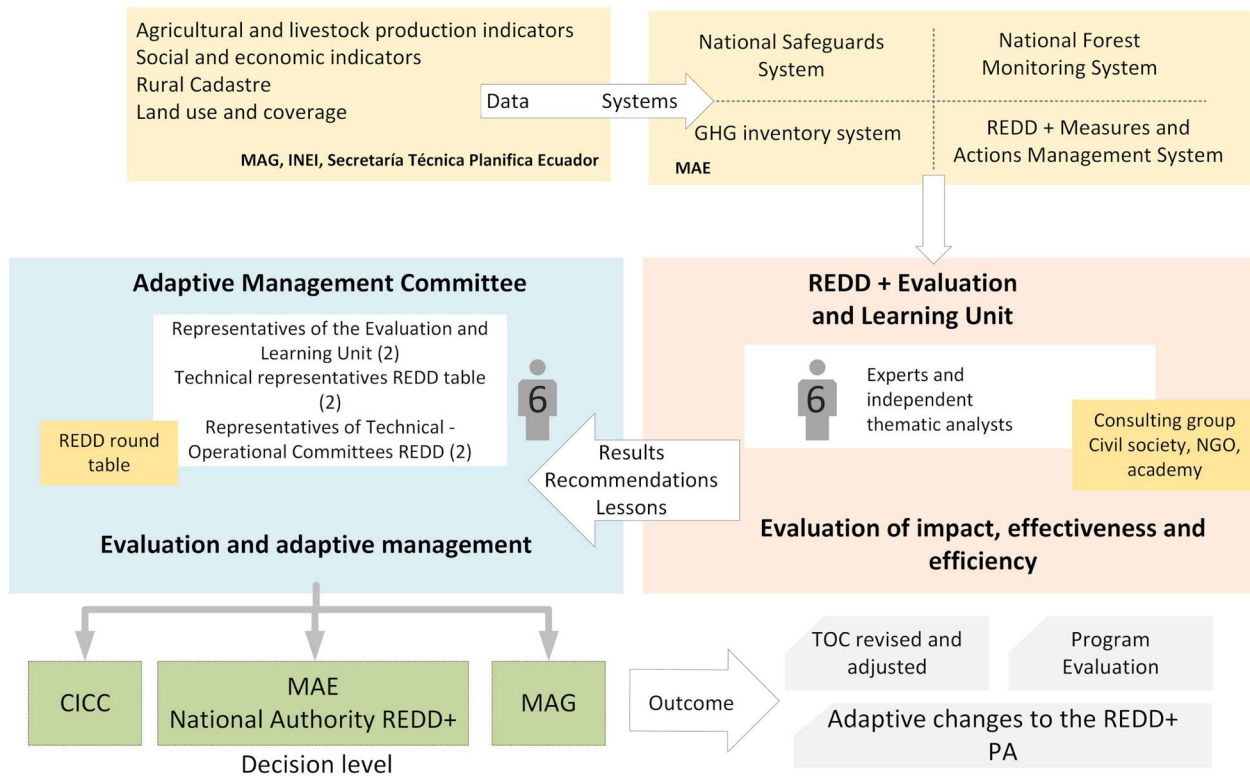 Agricultural and livestock production indicators
Social and economic indicators
Rural Cadastre
Land use and coverage
MAG, INEI, Secretaría Técnica Planifica Ecuador
Data Systems
National Safeguards
System
National Forest
Monitoring System
GHG inventory system
MAE
REDD + Measures and
Actions Management System
Adaptive Management Committee
Representatives of the Evaluation and
Learning Unit (2)
Technical representatives REDD table
(2)
Representatives of Technical -
Operational Committees REDD (2)
6
REDD round
table
Evaluation and adaptive management
REDD + Evaluation
and Learning Unit
6
Experts and
independent
thematic analysts
Consulting group
Civil society, NGO,
academy
Results
Recommendations
Lessons
Evaluation of impact, effectiveness and
efficiency
CICC
MAE
National Authority REDD+
MAG
Decision level
Outcome
TOC revised and
adjusted
Program
Evaluation
Adaptive changes to the REDD+
PA